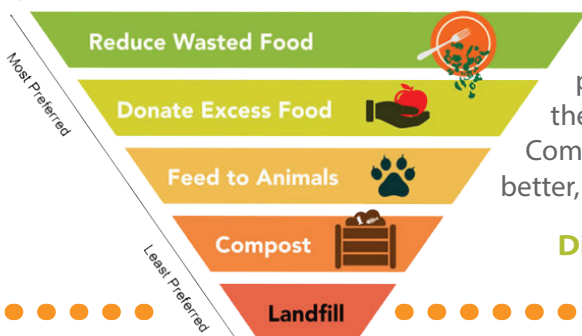 Reduce Wasted Food
Most Preferred
Donate Excess Food
the
Com
Feed to Animals
better,
Compost
Least Preferred
Landfill